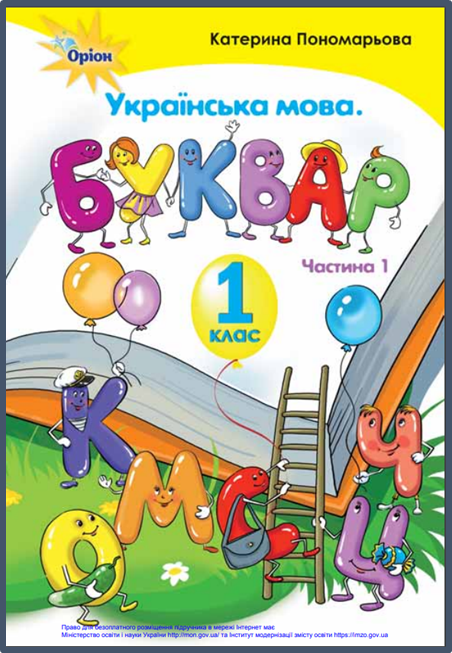 Катерина Пономарьова
Оріон
Українська мова.
БУКВАР
Частина 1
1
клас
К
М
Є
Ч
О
Ц
Право для безоплатного розміщення підручника в мережі Інтернет має
Міністерство освіти і науки України http://mon.gov.ua/ та Інститут модернізації змісту освіти https://imzo.gov.ua